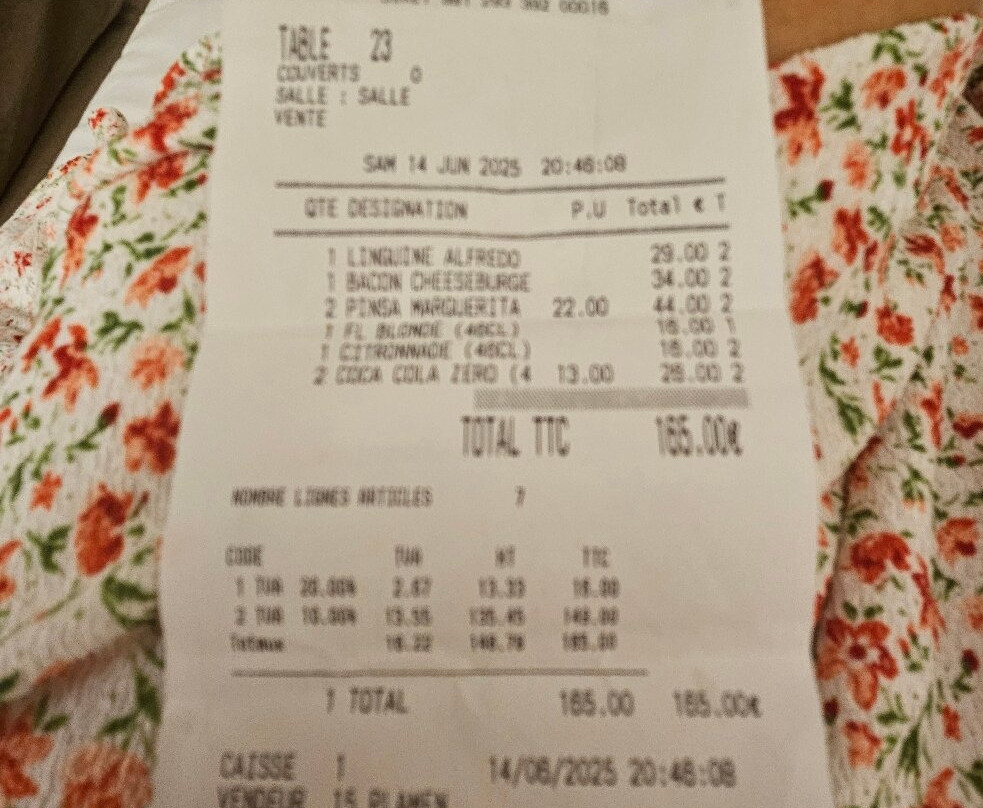 00016
TABLE 23
COUVERTS 0
SALLE : SALLE
VENTE
SAM 14 JUN 2025 20:46:08
QTE DESIGNATION P.U Total € T
1 LINGUINE ALFREDO 29.00 2
1 BACON CHEESEBURGE 34.00 2
2 PINSA MARGUERITA 22.00 44.00 2
1 FL BLONDE (46CL) 16.00 1
1 CITRONNADE (46CL) 16.00 2
2 COCA COLA ZERO (4 13.00 26.00 2
TOTAL TTC 165.00€
NOMBRE LIGNES ARTICLES 7
CODE TVA HT TTC
1 TVA 20.00% 2.67 13.33 16.00
2 TVA 10.00% 13.55 135.45 149.00
Totaux 16.22 148.78 165.00
1 TOTAL 165.00 165.00€
CAISSE 1 14/06/2025 20:46:08
VENDEUR 15 PLAMEN